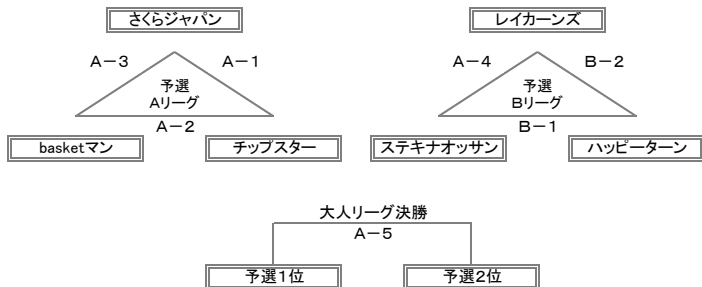 さくらジャパン
レイカーンズ
A－3
A－1
A－4
B－2
予選
Aリーグ
予選
Bリーグ
A－2
B－1
basketマン
チップスター
ステキナオッサン
ハッピーターン
大人リーグ決勝
A－5
予選1位
予選2位